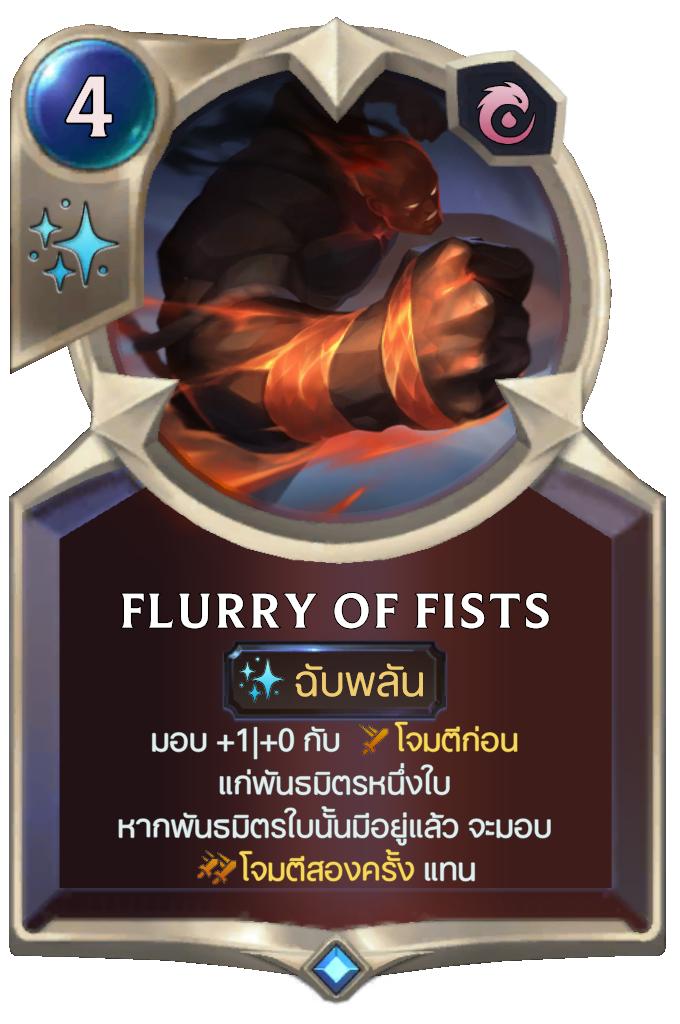 4
FLURRY OF FISTS
ฉับพลัน
มอบ +1|+0 กับ โจมตีก่อน
แก่พันธมิตรหนึ่งใบ
หากพันธมิตรใบนั้นมีอยู่แล้ว จะมอบ
โจมตีสองครั้ง แทน